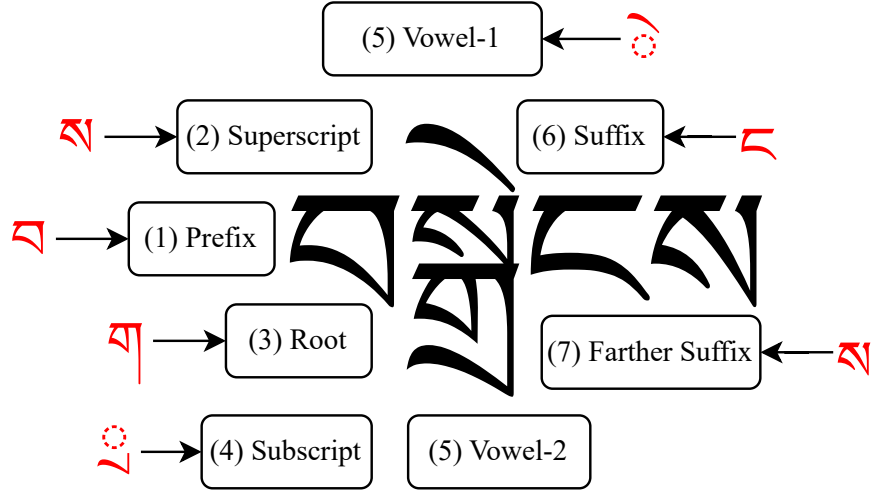 (5) Vowel-1 ◌ེ
ས (2) Superscript (6) Suffix ང
བ (1) Prefix བསྒྲེངས
ག (3) Root (7) Farther Suffix ས
◌ྲ (4) Subscript (5) Vowel-2